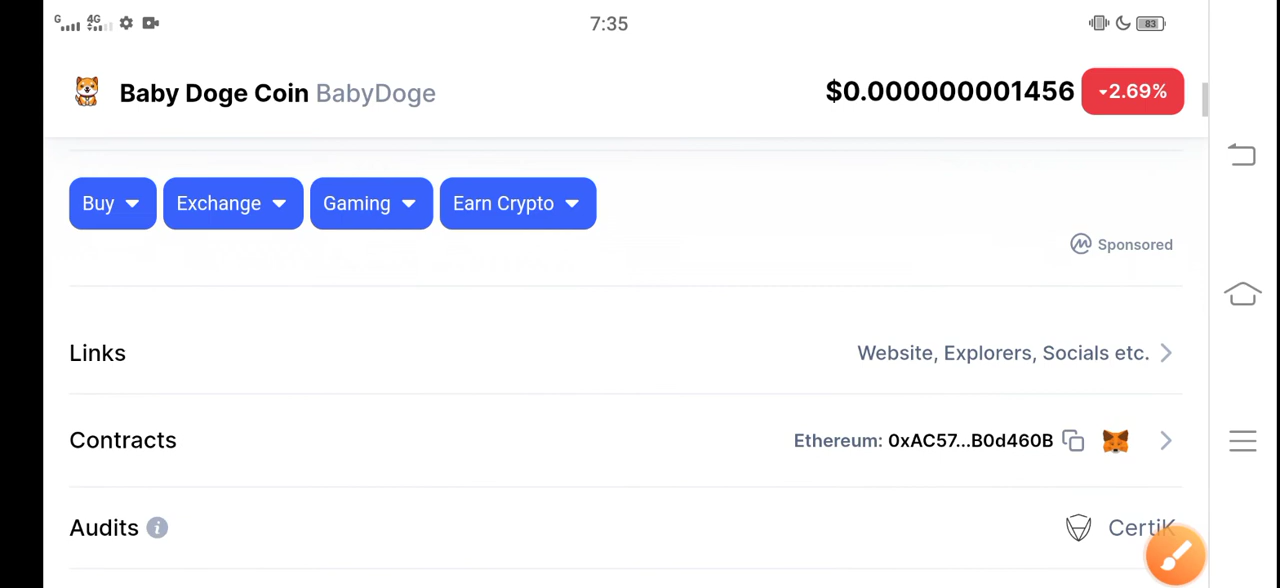 G 4G 7:35 83
Baby Doge Coin BabyDoge $0.000000001456 -2.69%
Buy Exchange Gaming Earn Crypto
Sponsored
Links Website, Explorers, Socials etc.
Contracts Ethereum: 0xAC57...B0d460B
Audits i CertiK